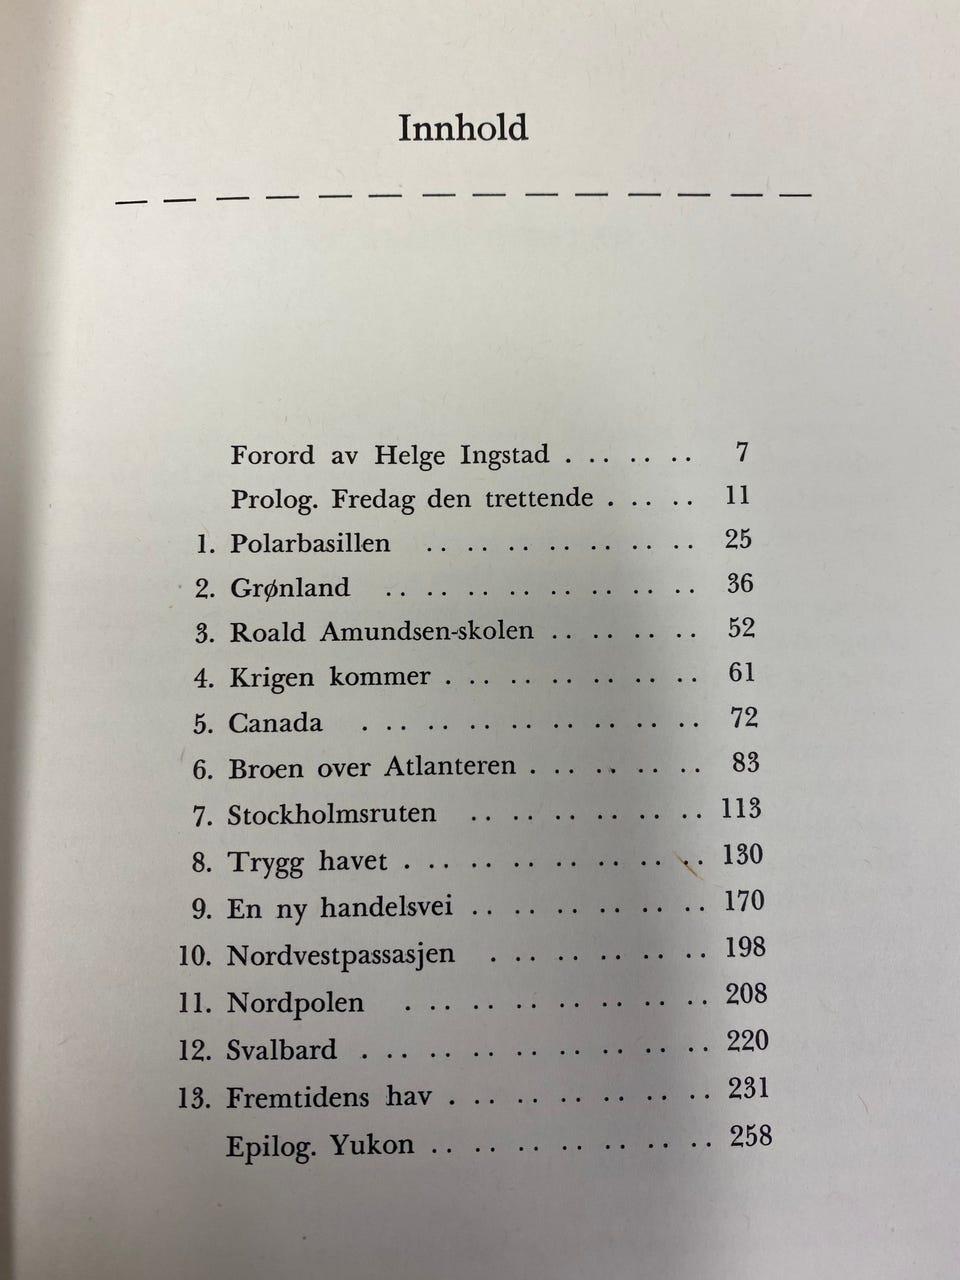 Innhold
Forord av Helge Ingstad . .. .. .. 7
Prolog. Fredag den trettende . .. .. 11
1. Polarbasillen .. .. .. .. .. .. .. 25
2. Grønland .. .. .. .. .. .. .. .. 36
3. Roald Amundsen-skolen .. .. .. .. 52
4. Krigen kommer . .. .. .. .. .. .. 61
5. Canada . .. .. .. .. .. .. .. .. 72
6. Broen over Atlanteren . .. .. .. .. 83
7. Stockholmsruten .. .. .. .. .. .. 113
8. Trygg havet . .. .. .. .. .. .. .. 130
9. En ny handelsvei .. .. .. .. .. .. 170
10. Nordvestpassasjen . .. .. .. .. .. 198
11. Nordpolen . .. .. .. .. .. .. .. 208
12. Svalbard . .. .. .. .. .. .. .. .. 220
13. Fremtidens hav . .. .. .. .. .. .. 231
Epilog. Yukon .. .. .. .. .. .. .. 258